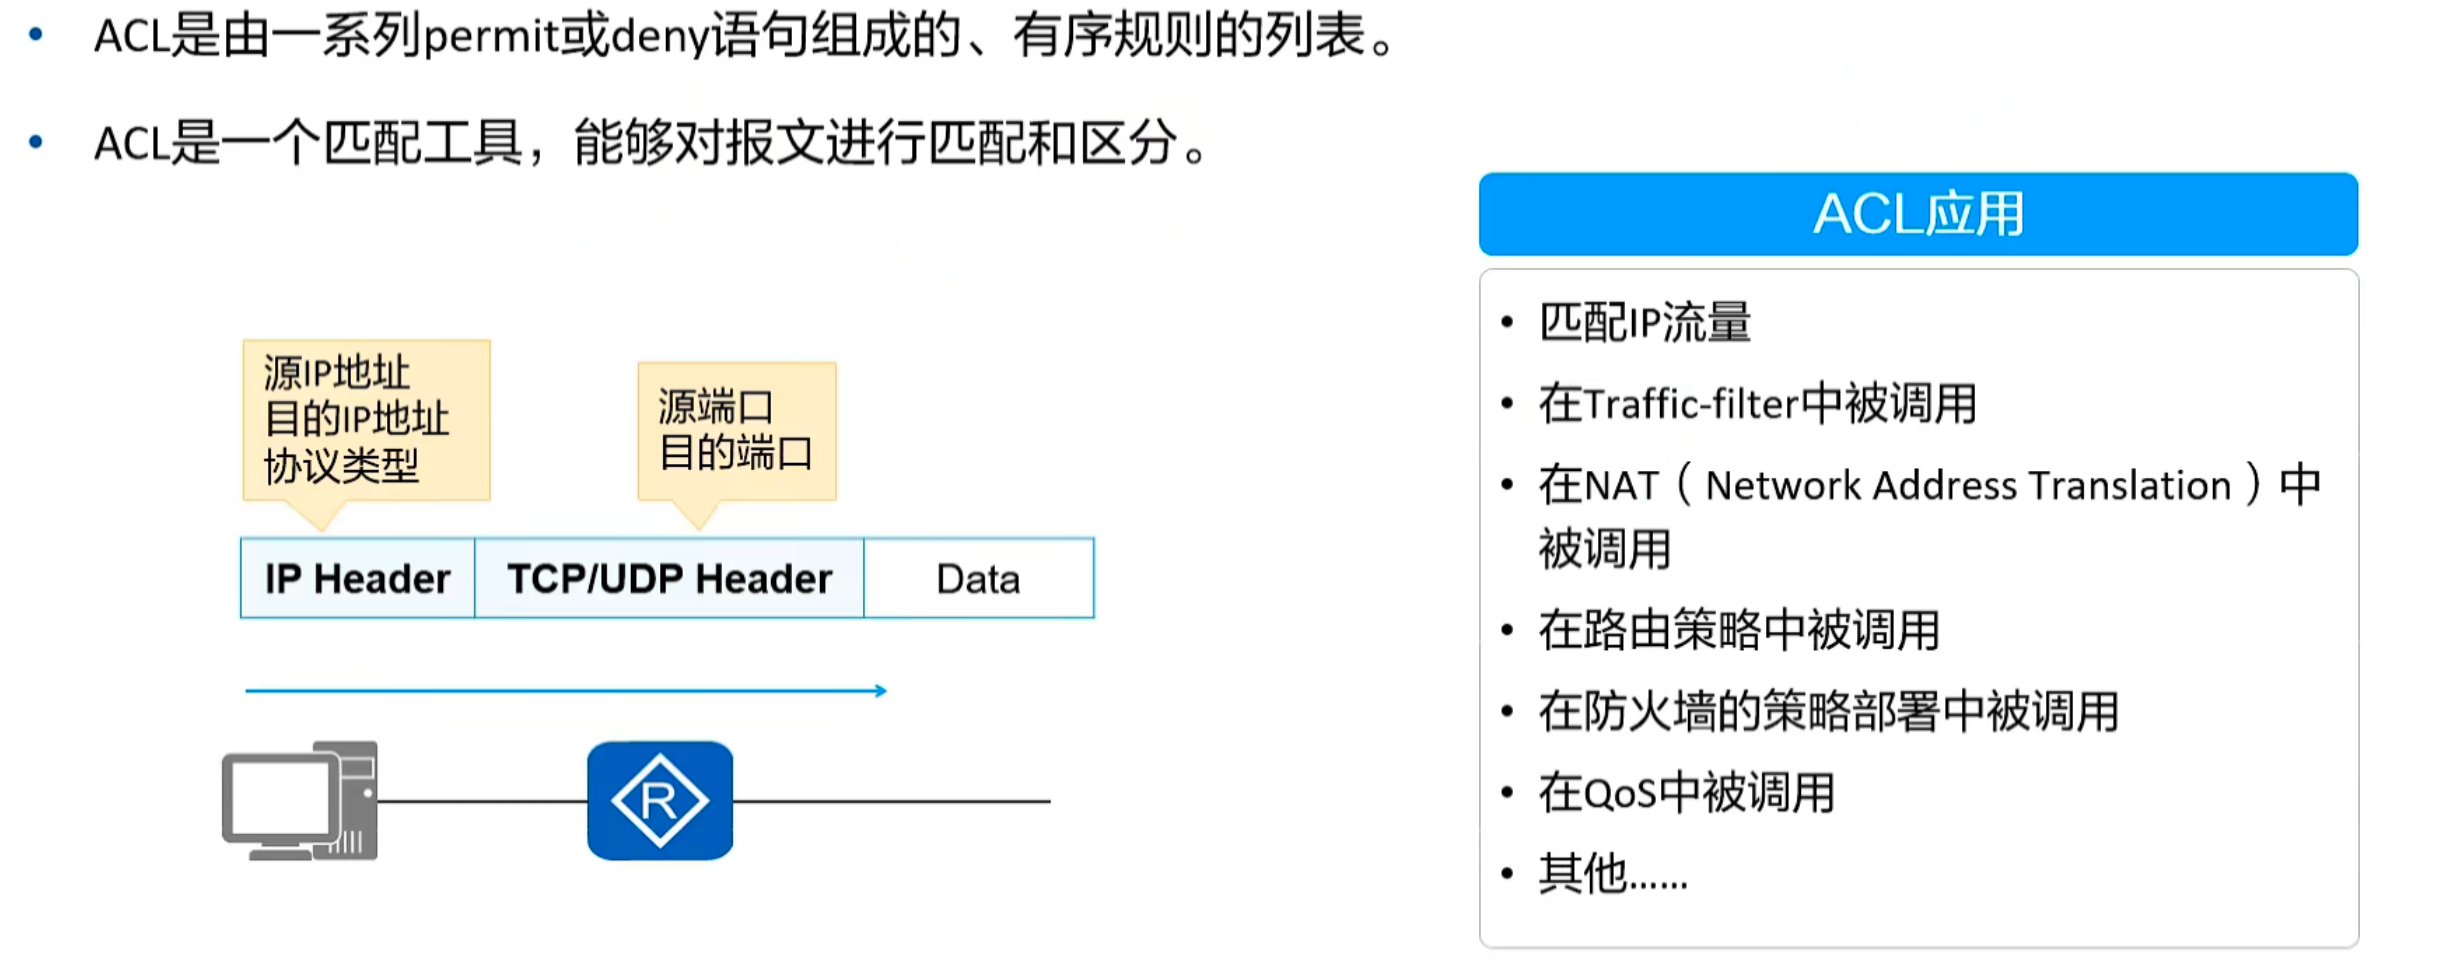 • ACL是由一系列permit或deny语句组成的、有序规则的列表。
• ACL是一个匹配工具，能够对报文进行匹配和区分。
源IP地址
目的IP地址
协议类型
源端口
目的端口
IP Header
TCP/UDP Header
Data
R
ACL应用
• 匹配IP流量
• 在Traffic-filter中被调用
• 在NAT（Network Address Translation）中
被调用
• 在路由策略中被调用
• 在防火墙的策略部署中被调用
• 在QoS中被调用
• 其他……